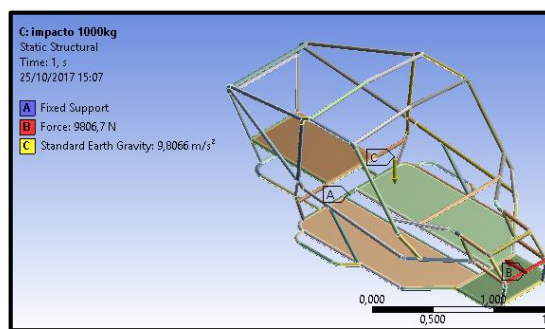 C: impacto 1000kg
Static Structural
Time: 1, s
25/10/2017 15:07
A Fixed Support
B Force: 9806,7 N
C Standard Earth Gravity: 9,8066 m/s²
C
A
B
0,000 1,000
0,500